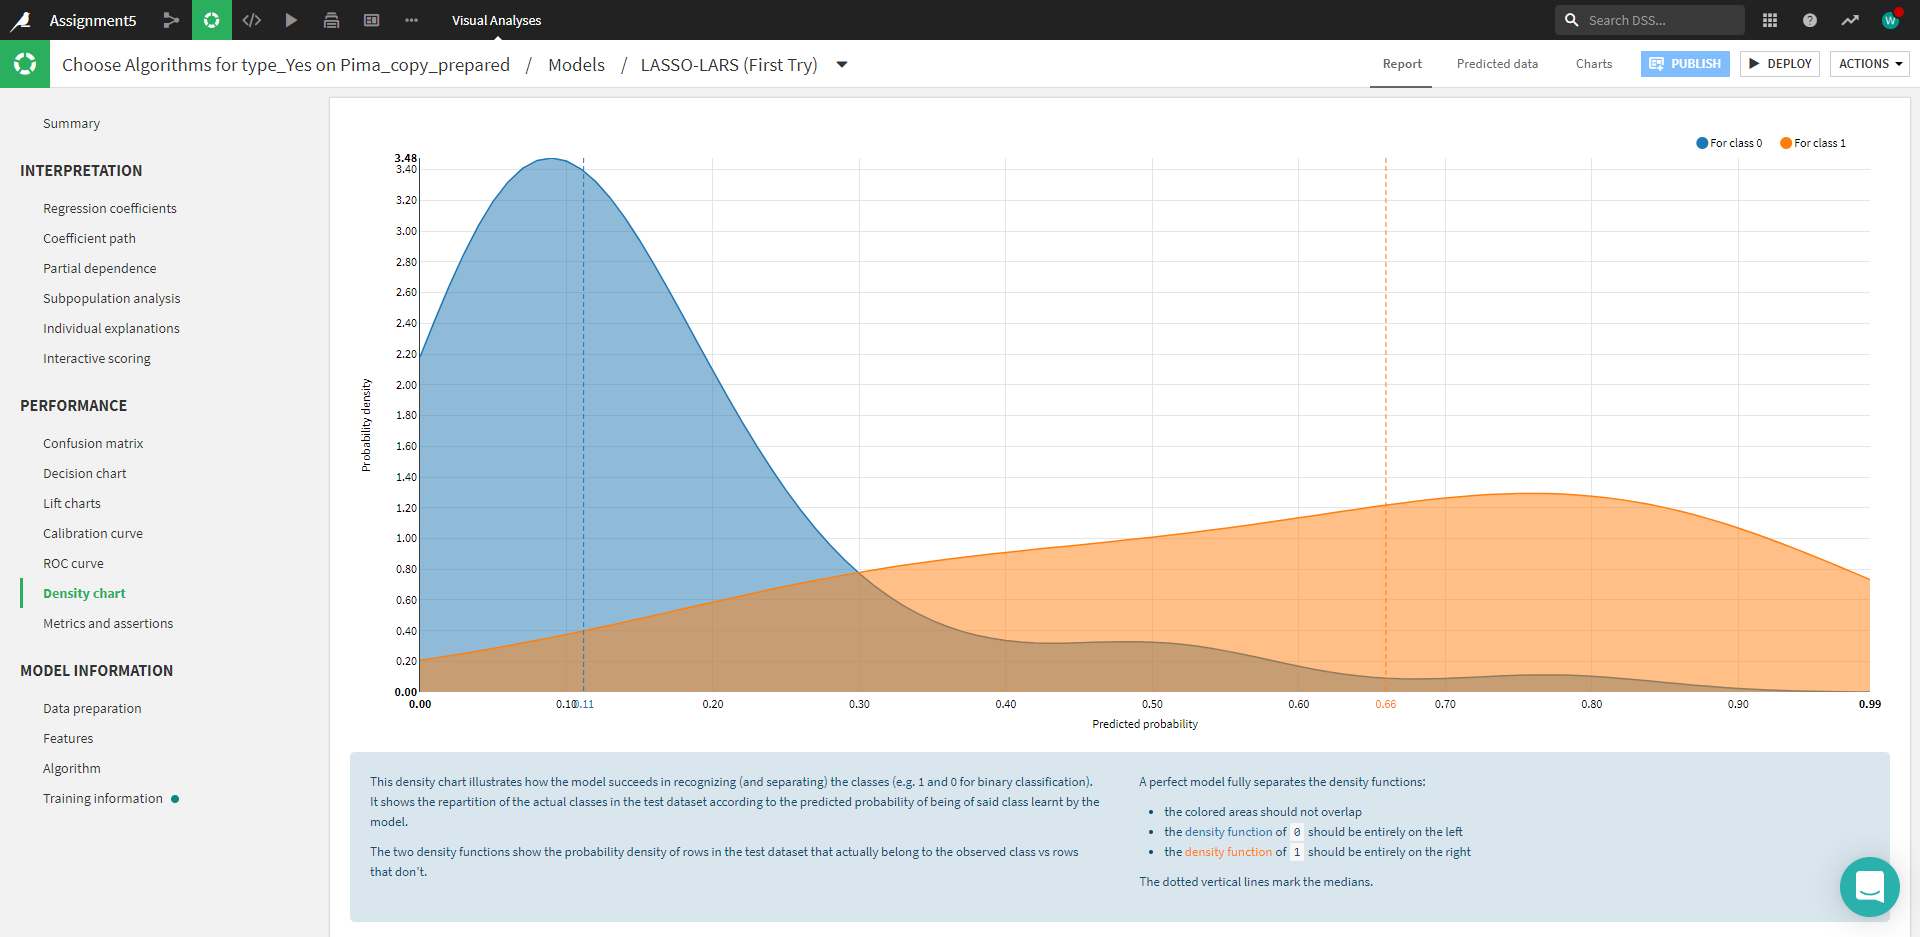 Assignment5
Visual Analyses
Search DSS...
W
Choose Algorithms for type_Yes on Pima_copy_prepared / Models / LASSO-LARS (First Try)
Report
Predicted data
Charts
PUBLISH
DEPLOY
ACTIONS
Summary
INTERPRETATION
Regression coefficients
Coefficient path
Partial dependence
Subpopulation analysis
Individual explanations
Interactive scoring
PERFORMANCE
Confusion matrix
Decision chart
Lift charts
Calibration curve
ROC curve
Density chart
Metrics and assertions
MODEL INFORMATION
Data preparation
Features
Algorithm
Training information
For class 0 For class 1
3.48
3.40
3.20
3.00
2.80
2.60
2.40
2.20
2.00
1.80
1.60
1.40
1.20
1.00
0.80
0.60
0.40
0.20
0.00
Probability density
0.00 0.10 0.11 0.20 0.30 0.40 0.50 0.60 0.66 0.70 0.80 0.90 0.99
Predicted probability
This density chart illustrates how the model succeeds in recognizing (and separating) the classes (e.g. 1 and 0 for binary classification).
It shows the repartition of the actual classes in the test dataset according to the predicted probability of being of said class learnt by the
model.
The two density functions show the probability density of rows in the test dataset that actually belong to the observed class vs rows
that don't.
A perfect model fully separates the density functions:
• the colored areas should not overlap
• the density function of 0 should be entirely on the left
• the density function of 1 should be entirely on the right
The dotted vertical lines mark the medians.